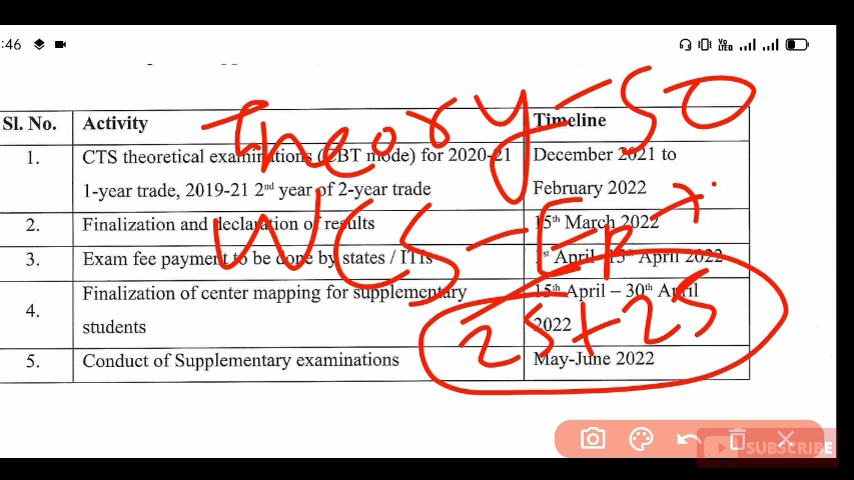 :46
Vo LTE
Sl. No. Activity Timeline
1. CTS theoretical examinations (CBT mode) for 2020-21 1-year trade, 2019-21 2nd year of 2-year trade December 2021 to February 2022
2. Finalization and declaration of results 15th March 2022
3. Exam fee payment to be done by states / ITIs 1st April -15th April 2022
4. Finalization of center mapping for supplementary students 15th April – 30th April 2022
5. Conduct of Supplementary examinations May-June 2022
Theory - 50
WCS - Ep
25+25
SUBSCRIBE